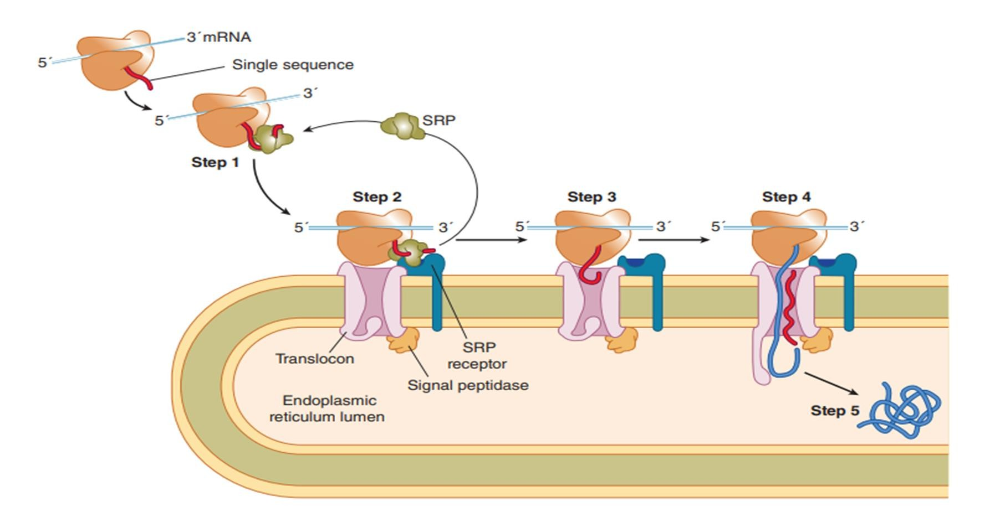 3´mRNA
5´
Single sequence
3´
5´
SRP
Step 1
Step 2
Step 3
Step 4
5´
3´
5´
3´
5´
3´
Translocon
SRP
receptor
Signal peptidase
Endoplasmic
reticulum lumen
Step 5